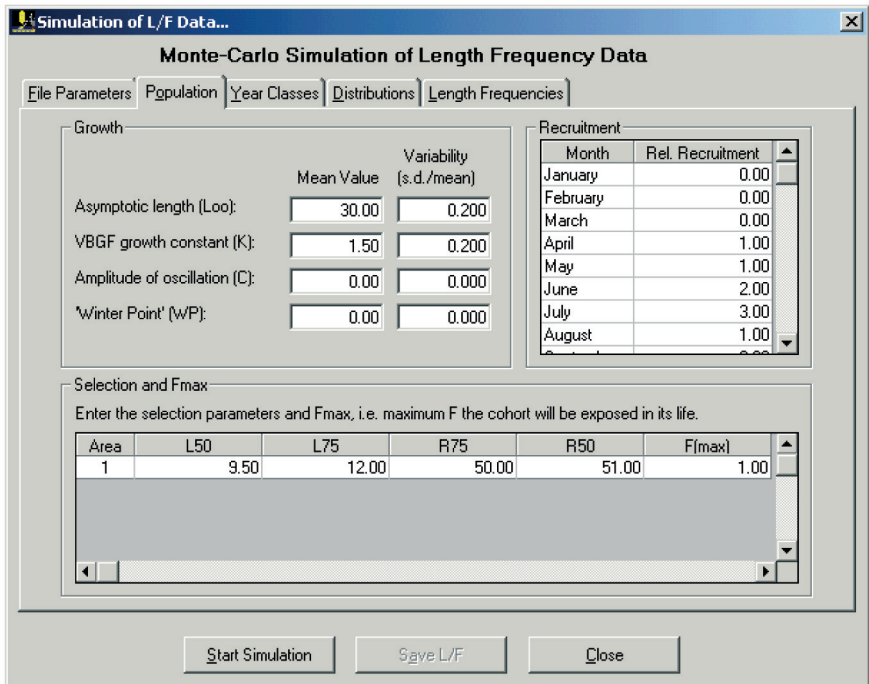 Simulation of L/F Data...
Monte-Carlo Simulation of Length Frequency Data
File Parameters Population Year Classes Distributions Length Frequencies
Growth
Mean Value Variability (s.d./mean)
Asymptotic length (Loo): 30.00 0.200
VBGF growth constant (K): 1.50 0.200
Amplitude of oscillation (C): 0.00 0.000
'Winter Point' (WP): 0.00 0.000
Recruitment
Month Rel. Recruitment
January 0.00
February 0.00
March 0.00
April 1.00
May 1.00
June 2.00
July 3.00
August 1.00
Selection and Fmax
Enter the selection parameters and Fmax, i.e. maximum F the cohort will be exposed in its life.
Area L50 L75 R75 R50 F(max)
1 9.50 12.00 50.00 51.00 1.00
Start Simulation Save L/F Close